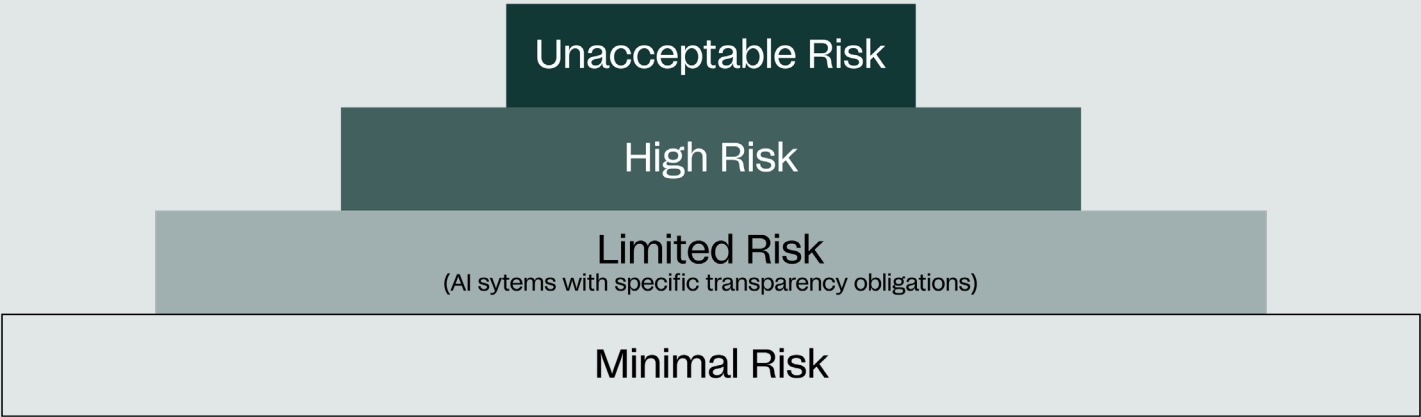 Unacceptable Risk
High Risk
Limited Risk
(AI sytems with specific transparency obligations)
Minimal Risk